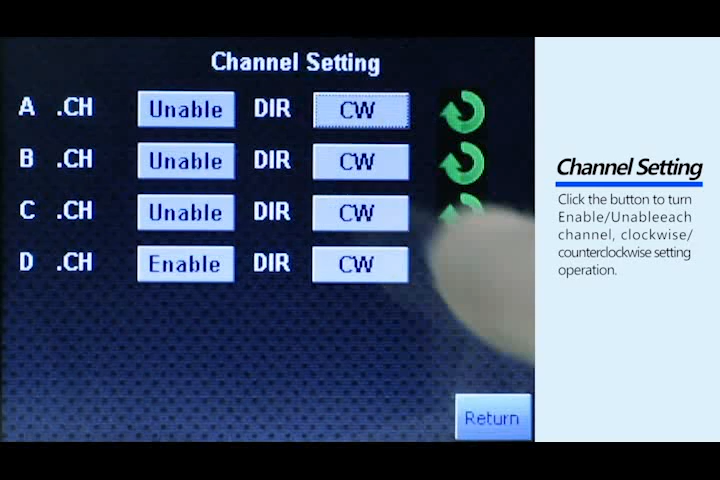 Channel Setting
A .CH Unable DIR CW
B .CH Unable DIR CW
C .CH Unable DIR CW
D .CH Enable DIR CW
Return
Channel Setting
Click the button to turn
Enable/Unableeach
channel, clockwise/
counterclockwise setting
operation.